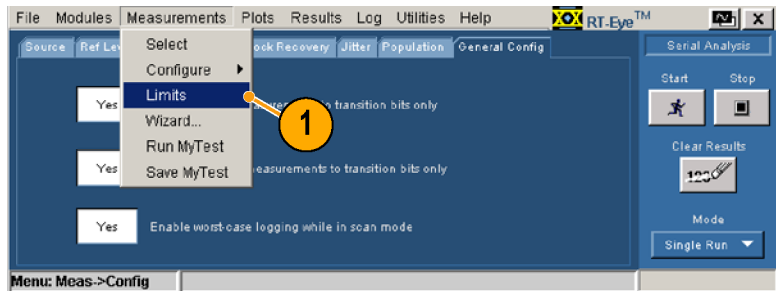 File Modules Measurements Plots Results Log Utilities Help RT-Eye™ X
Source Ref Lev ock Recovery Jitter Population General Config Serial Analysis
Select
Configure
Limits
Wizard...
Run MyTest
Save MyTest
1
Yes to transition bits only
Yes easurements to transition bits only
Yes Enable worst-case logging while in scan mode
Start Stop
Clear Results
123
Mode
Single Run
Menu: Meas->Config